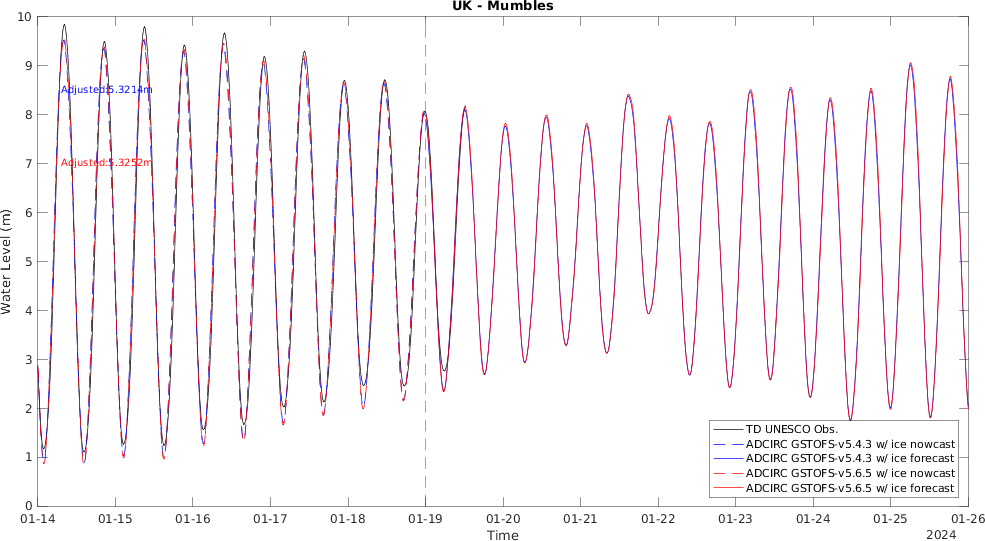 UK - Mumbles
10
9
8
7
6
5
4
3
2
1
0
Water Level (m)
Adjusted:5.3214m
Adjusted:5.3252m
TD UNESCO Obs.
ADCIRC GSTOFS-v5.4.3 w/ ice nowcast
ADCIRC GSTOFS-v5.4.3 w/ ice forecast
ADCIRC GSTOFS-v5.6.5 w/ ice nowcast
ADCIRC GSTOFS-v5.6.5 w/ ice forecast
01-14 01-15 01-16 01-17 01-18 01-19 01-20 01-21 01-22 01-23 01-24 01-25 01-26
Time
2024